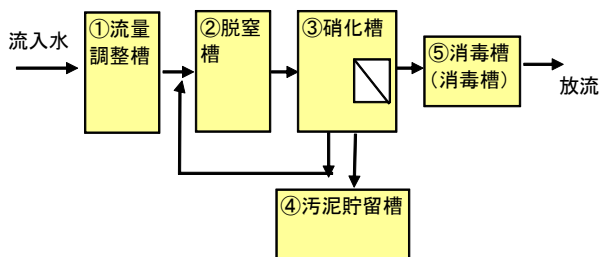 流入水
①流量
調整槽
②脱窒
槽
③硝化槽
⑤消毒槽
(消毒槽)
放流
④汚泥貯留槽